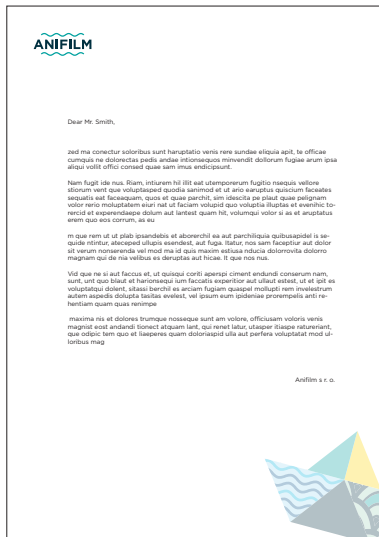 ANIFILM
Dear Mr. Smith,
zed ma conectur soloribus sunt haruptatio venis rere sundae eliquia apit, te officae
cumquis ne dolorectas pedis andae intionsequos minvendit dollorum fugiae arum ipsa
aliqui vollit offici consed quae sam imus endicipsunt.
Nam fugit ide nus. Riam, intiurem hil illit eat utemporerum fugitio nsequis vellore
stiorum vent que voluptasped quodia sanimod et ut ario earuptus quiscium faceates
sequatis eat faceaquam, quos et quae parchit, sim idescita pe plaut quae pelignam
volor rerio moluptatem eiuri nat ut faciam volupid quo voluptia illuptas et evenihic to-
rercid et experendaepe dolum aut lantest quam hit, volumqui volor si as et aruptatus
erem quo eos corrum, as eu
m que rem ut ut plab ipsandebis et aborerchil ea aut parchiliquia quibusapidel is se-
quide ntintur, ateceped ullupis esendest, aut fuga. Itatur, nos sam faceptiur aut dolor
sit verum nonserenda vel mod ma id quis maxim estiusa nducia dolorrovita dolorro
magnam qui de nia velibus es deruptas aut hicae. It que nos nus.
Vid que ne si aut faccus et, ut quisqui coriti aperspi ciment endundi conserum nam,
sunt, unt quo blaut et harionsequi ium faccatis experitior aut ullaut estest, ut et ipit es
voluptatqui dolent, sitassi berchil es arciam fugiam quaspel mollupti rem invelestrum
autem aspedis dolupta tasitas evelest, vel ipsum eum ipideniae prorempelis anti re-
hentiam quam quas renimpe
maxima nis et dolores trumque nosseque sunt am volore, officiusam voloris venis
magnist eost andandi tionect atquam lant, qui renet latur, utasper itiaspe ratureriant,
que odipic tem quo et liaeperes quam doloriaspid ulla aut perfera voluptatat mod ul-
loribus mag
Anifilm s r. o.